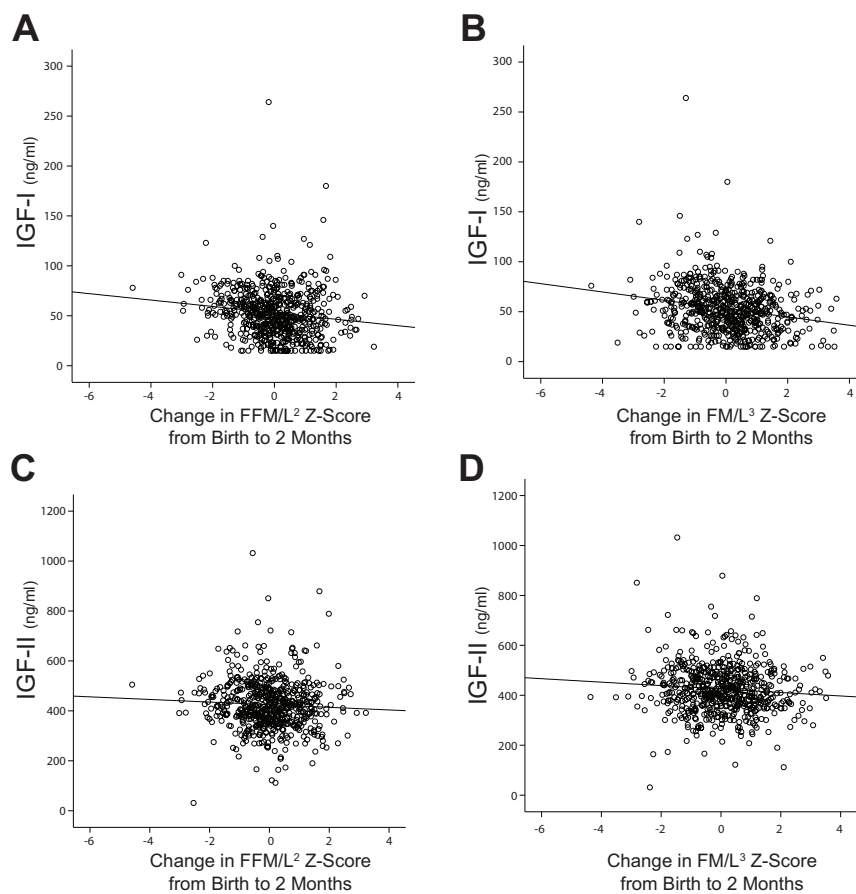 A
B
300
250
200
150
100
50
0
IGF-I (ng/ml)
-6 -4 -2 0 2 4
Change in FFM/L² Z-Score
from Birth to 2 Months
300
250
200
150
100
50
0
IGF-I (ng/ml)
-6 -4 -2 0 2 4
Change in FM/L³ Z-Score
from Birth to 2 Months
C
D
1200
1000
800
600
400
200
0
IGF-II (ng/ml)
-6 -4 -2 0 2 4
Change in FFM/L² Z-Score
from Birth to 2 Months
1200
1000
800
600
400
200
0
IGF-II (ng/ml)
-6 -4 -2 0 2 4
Change in FM/L³ Z-Score
from Birth to 2 Months